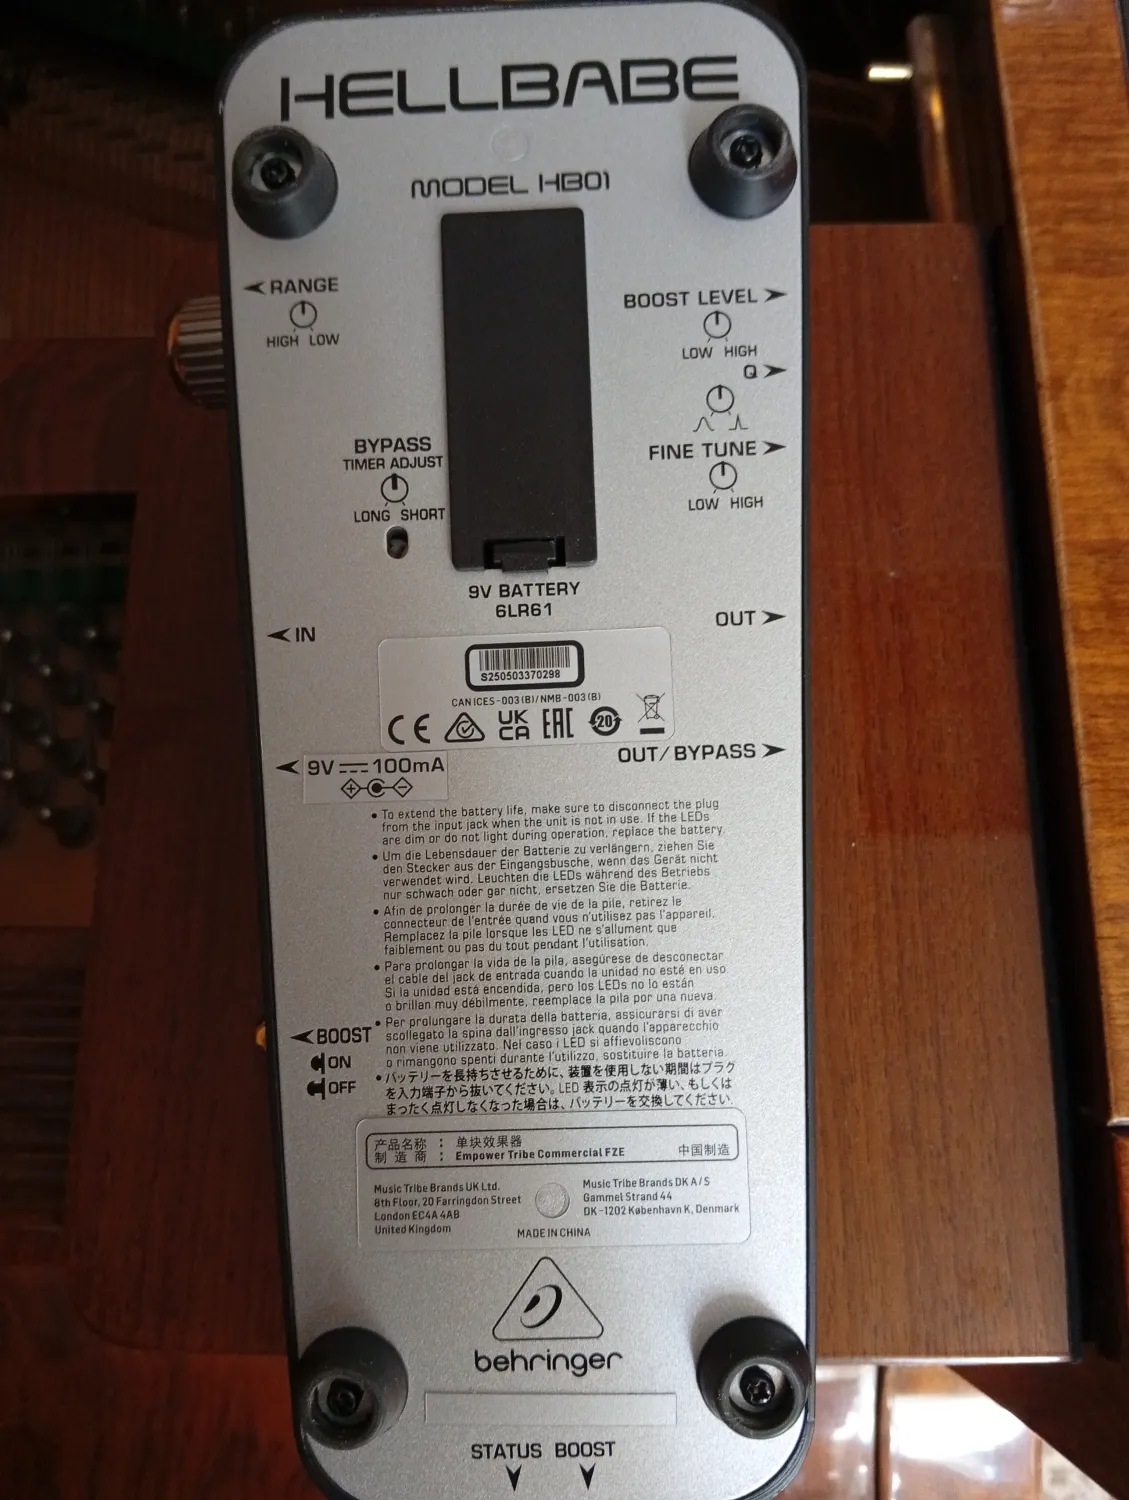 HELLBABE
MODEL HB01
RANGE
HIGH LOW
BOOST LEVEL
LOW HIGH
Q
FINE TUNE
LOW HIGH
BYPASS
TIMER ADJUST
LONG SHORT
9V BATTERY
6LR61
IN
OUT
S250503370298
CAN ICES-003(B)/NMB-003(B)
CE UK CA EAC 20
OUT/BYPASS
9V 100mA
+ -
• To extend the battery life, make sure to disconnect the plug
from the input jack when the unit is not in use. If the LEDs
are dim or do not light during operation, replace the battery.
• Um die Lebensdauer der Batterie zu verlängern, ziehen Sie
den Stecker aus der Eingangsbusche, wenn das Gerät nicht
verwendet wird. Leuchten die LEDs während des Betriebs
nur schwach oder gar nicht, ersetzen Sie die Batterie.
• Afin de prolonger la durée de vie de la pile, retirez le
connecteur de l'entrée quand vous n'utilisez pas l'appareil.
Remplacez la pile lorsque les LED ne s'allument que
faiblement ou pas du tout pendant l'utilisation.
• Para prolongar la vida de la pila, asegúrese de desconectar
el cable del jack de entrada cuando la unidad no esté en uso
Si la unidad está encendida, pero los LEDs no lo están
o brillan muy débilmente, reemplace la pila por una nueva.
• Per prolungare la durata della batteria, assicurarsi di aver
scollegato la spina dall'ingresso jack quando l'apparecchio
non viene utilizzato. Nel caso i LED si affievoliscono
o rimangono spenti durante l'utilizzo, sostituire la batteria.
• バッテリーを長持ちさせるために、装置を使用しない期間はプラグ
を入力端子から抜いてください。LED 表示の点灯が薄い、もしくは
まったく点灯しなくなった場合は、バッテリーを交換してください.
BOOST
ON
OFF
产品名称 : 单块效果器
制 造 商 : Empower Tribe Commercial FZE 中国制造
Music Tribe Brands UK Ltd.
8th Floor, 20 Farringdon Street
London EC4A 4AB
United Kingdom
Music Tribe Brands DK A/S
Gammel Strand 44
DK-1202 København K, Denmark
MADE IN CHINA
behringer
STATUS BOOST